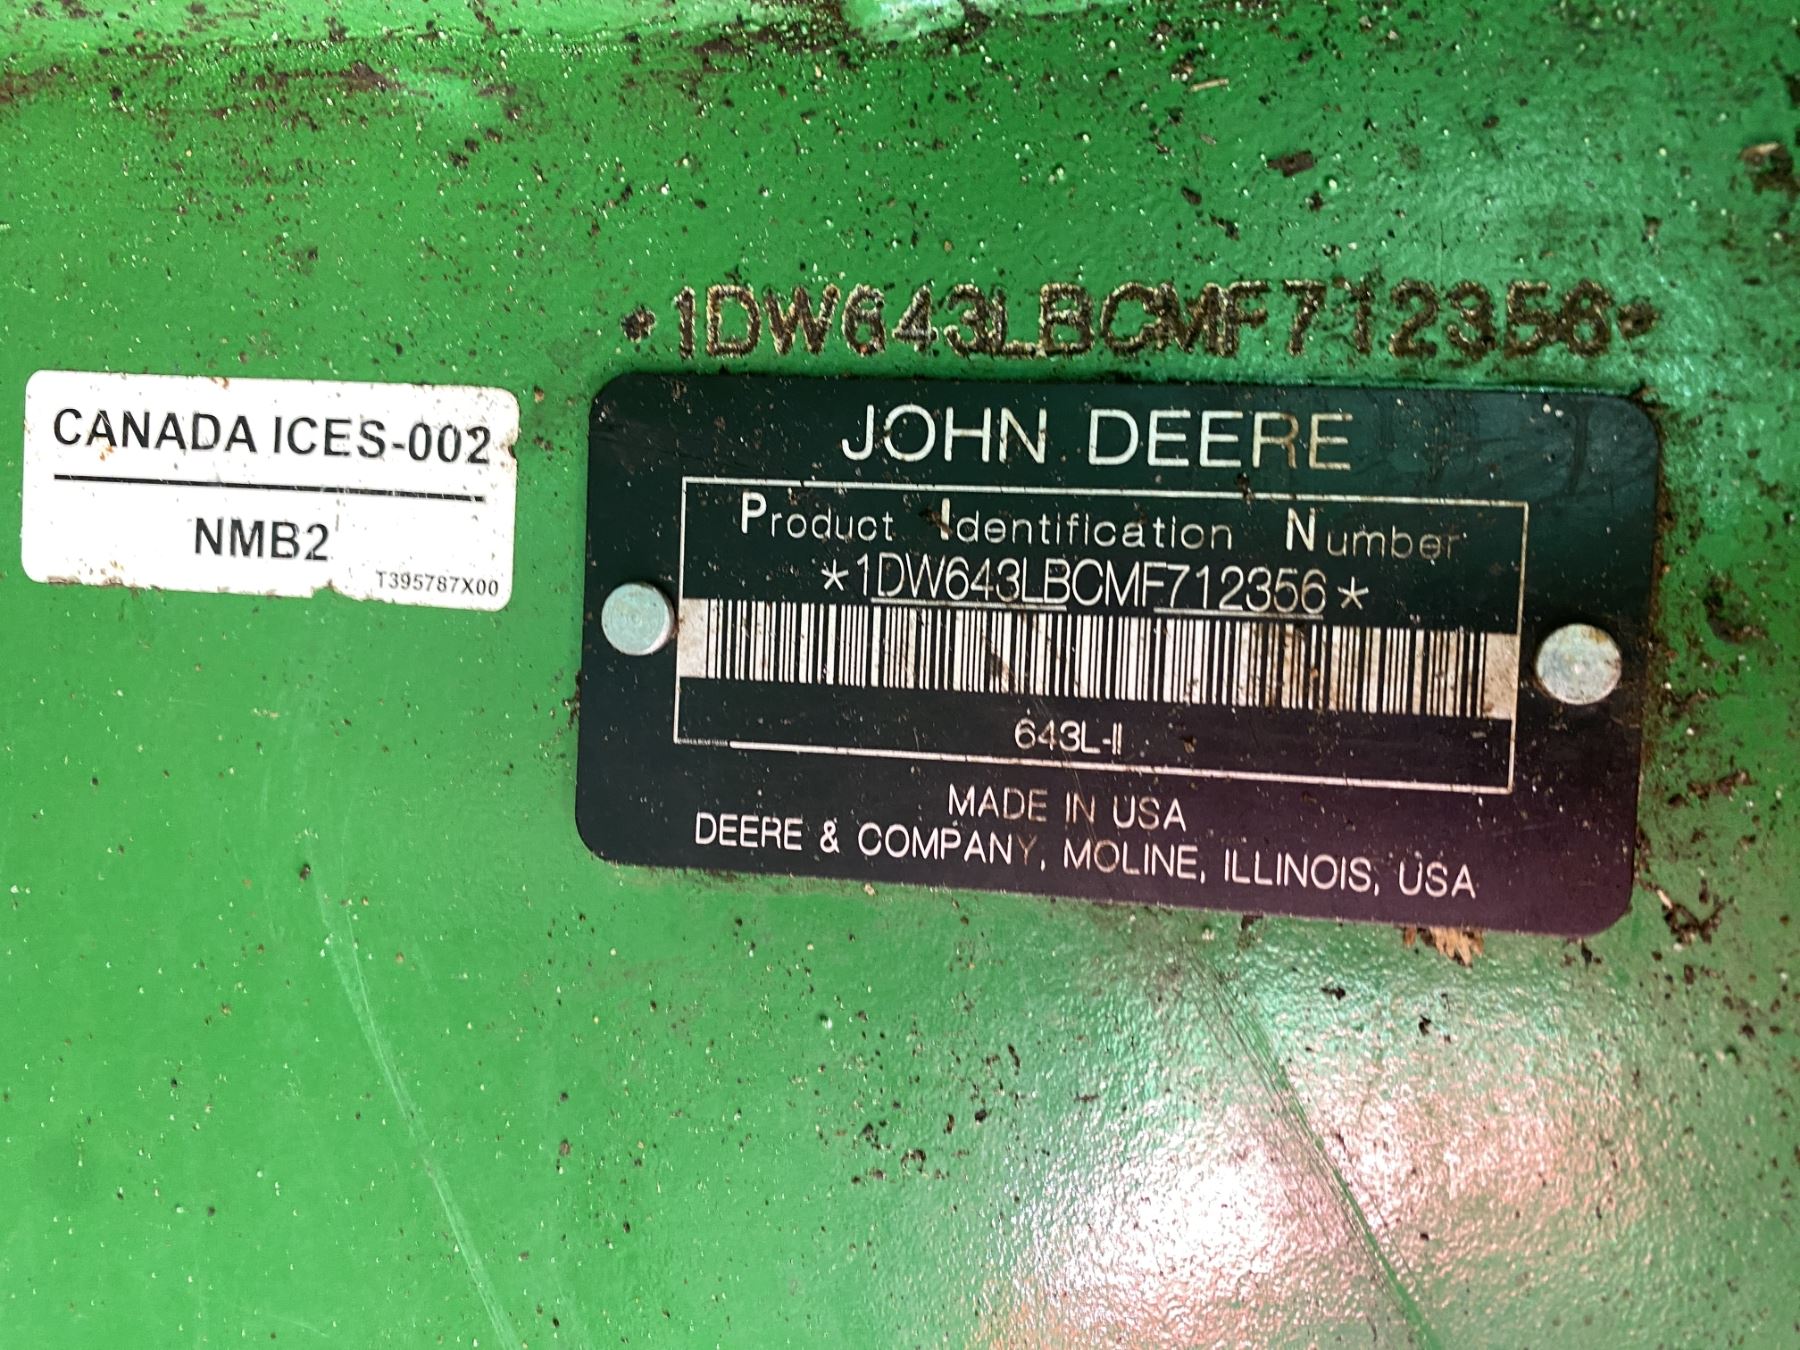 *1DW643LBCMF712356*
CANADA ICES-002
NMB2
T395787X00
JOHN DEERE
Product Identification Number
*1DW643LBCMF712356*
643L-II
MADE IN USA
DEERE & COMPANY, MOLINE, ILLINOIS, USA